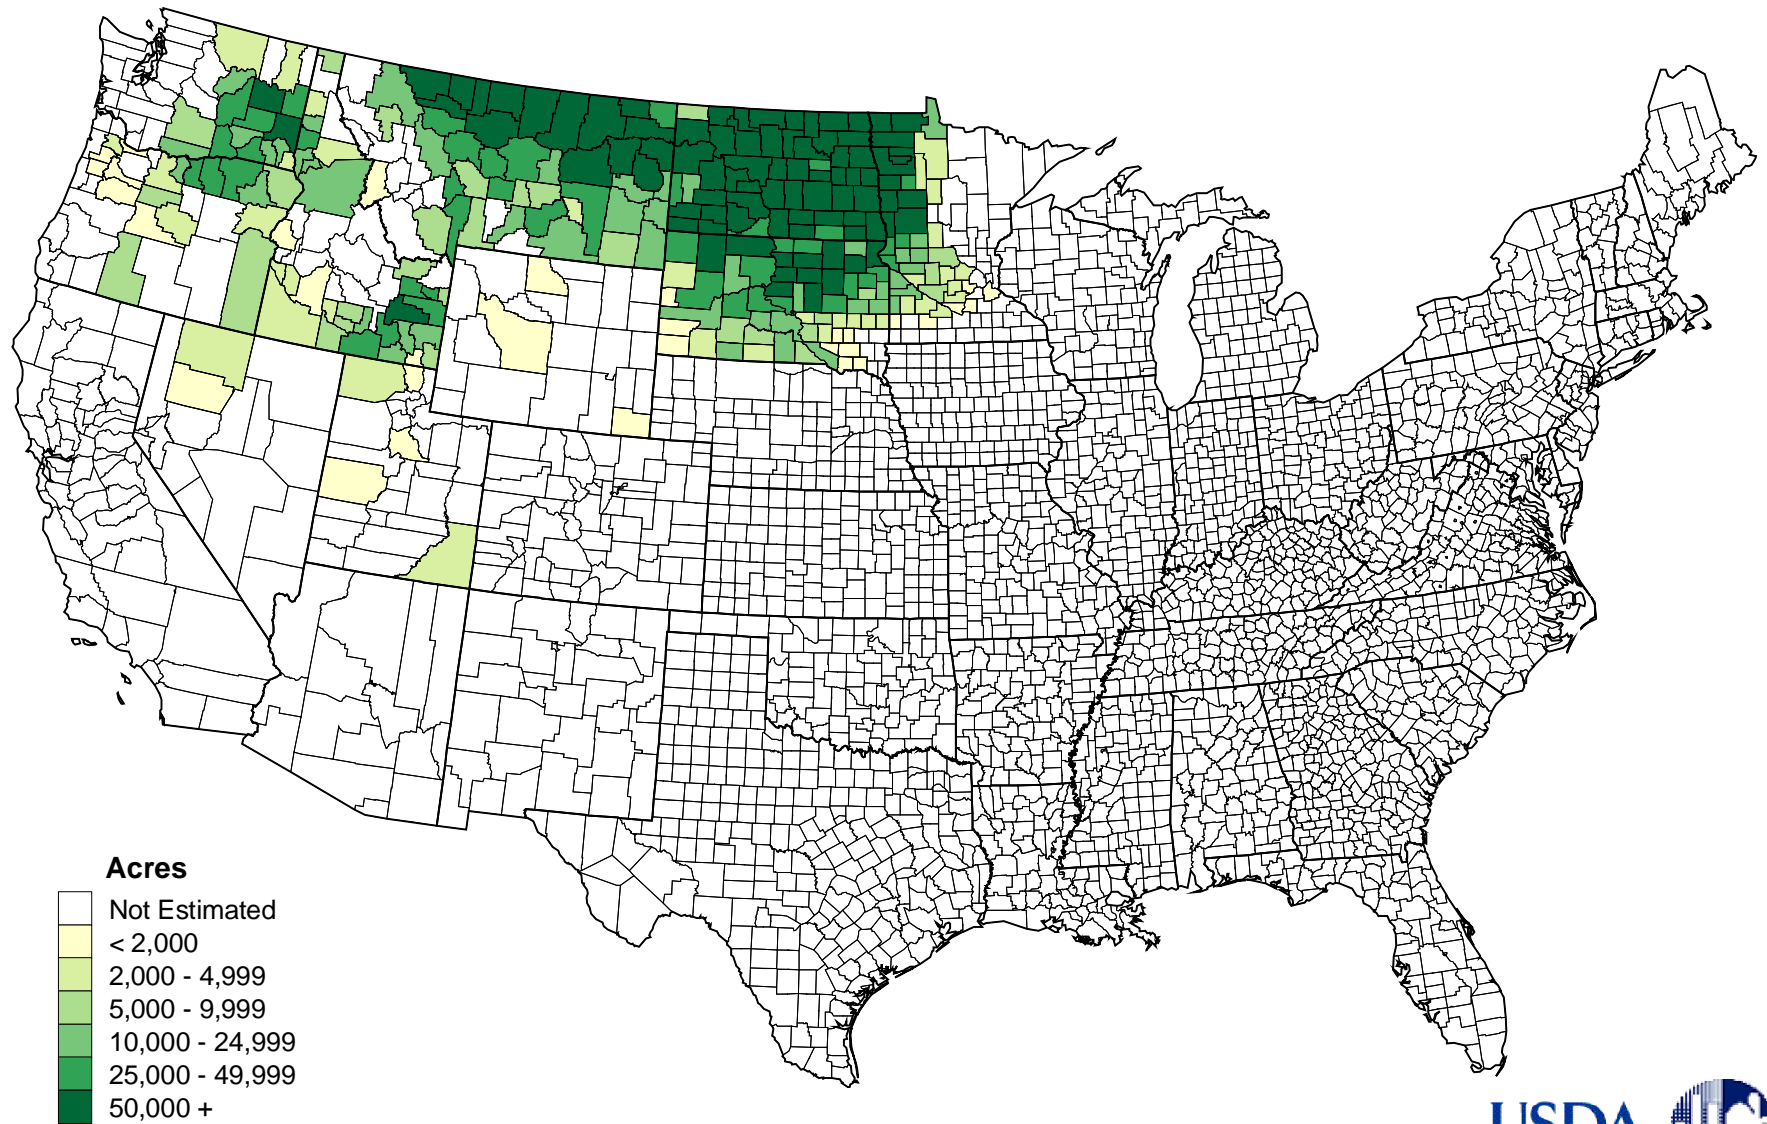 Acres
Not Estimated
< 2,000
2,000 - 4,999
5,000 - 9,999
10,000 - 24,999
25,000 - 49,999
50,000 +
USDA